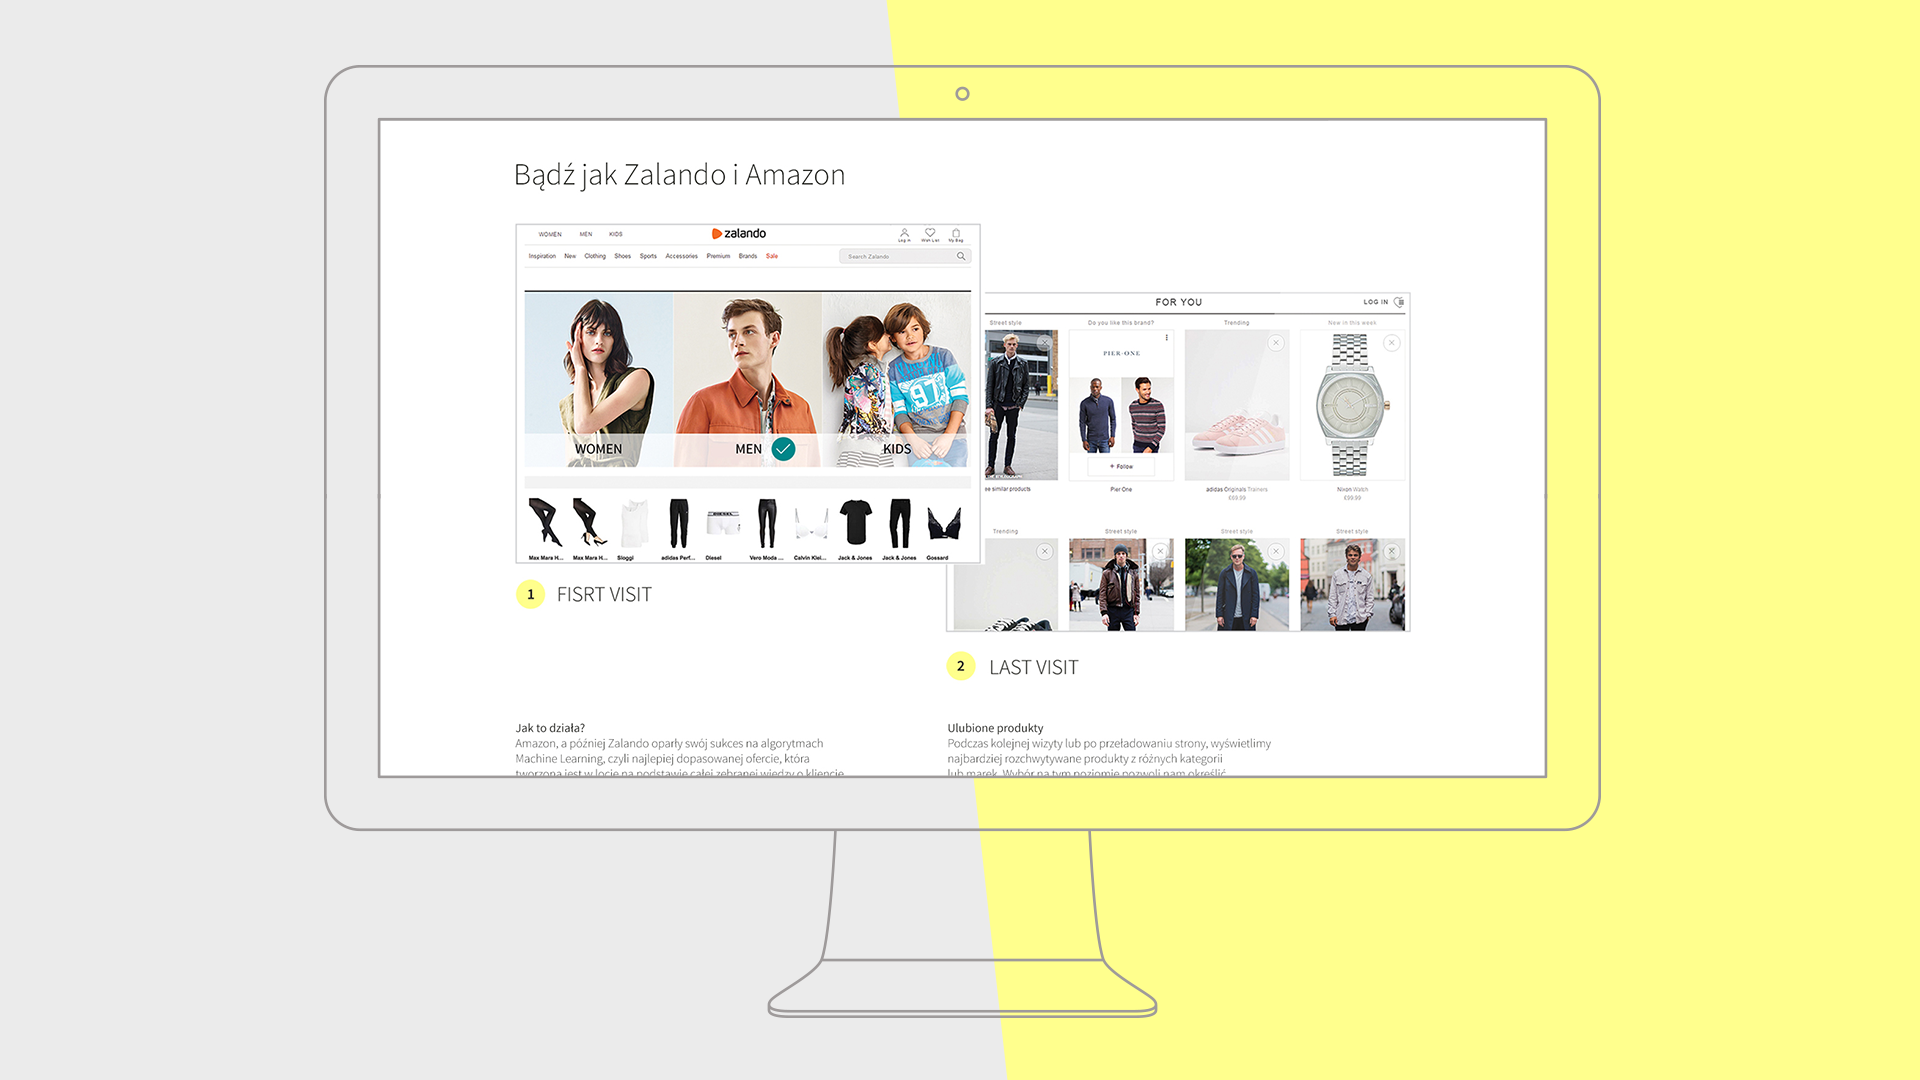 Bądź jak Zalando i Amazon
WOMEN MEN KIDS
zalando
Log in Wish List My Bag
Inspiration New Clothing Shoes Sports Accessories Premium Brands Sale
Search Zalando
WOMEN MEN KIDS
97
DIESEL
Max Mara H... Max Mara H... Sloggi adidas Perf... Diesel Vero Moda ... Calvin Klei... Jack & Jones Jack & Jones Gossard
1 FISRT VISIT
FOR YOU
LOG IN
Street style Do you like this brand? Trending New in this week
PIER-ONE
+ Follow
ee similar products Pier One adidas Originals Trainers Nixon Watch
£69.99 £99.99
Trending Street style Street style Street style
2 LAST VISIT
Jak to działa?
Amazon, a później Zalando oparły swój sukces na algorytmach
Machine Learning, czyli najlepiej dopasowanej ofercie, która
tworzona jest w locie na podstawie całej zebranej wiedzy o kliencie
Ulubione produkty
Podczas kolejnej wizyty lub po przeładowaniu strony, wyświetlimy
najbardziej rozchwytywane produkty z różnych kategorii
lub marek. Wybór na tym poziomie pozwoli nam określić